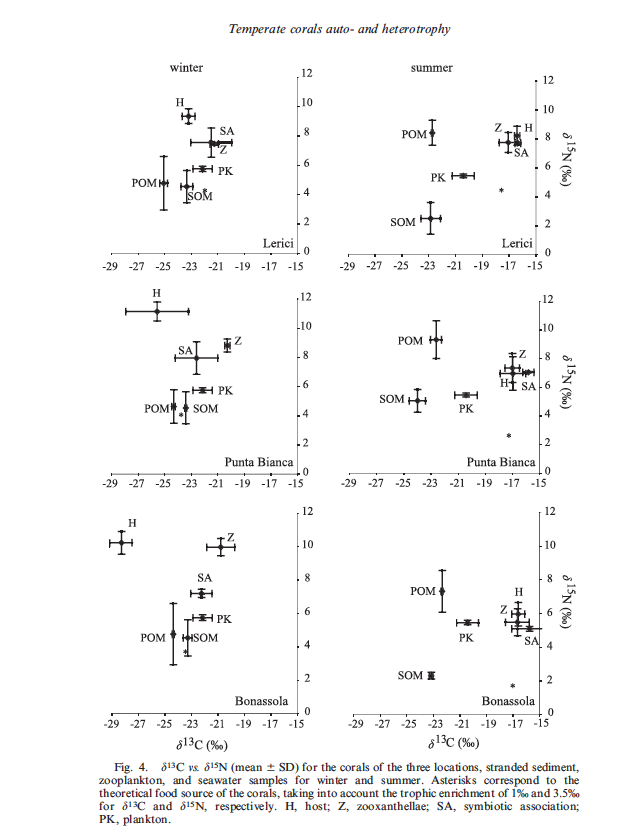 Temperate corals auto- and heterotrophy
winter
summer
12
10
8
6
4
2
0
H
SA
Z
PK
POM
SOM
*
Lerici
-29 -27 -25 -23 -21 -19 -17 -15
12
10
8
6
4
2
0
δ15N (‰)
POM
Z
H
SA
PK
*
SOM
Lerici
-29 -27 -25 -23 -21 -19 -17 -15
12
10
8
6
4
2
0
H
Z
SA
PK
POM
SOM
*
Punta Bianca
-29 -27 -25 -23 -21 -19 -17 -15
12
10
8
6
4
2
0
δ15N (‰)
POM
Z
H
SA
SOM
PK
*
Punta Bianca
-29 -27 -25 -23 -21 -19 -17 -15
12
10
8
6
4
2
0
H
Z
SA
PK
POM
SOM
*
Bonassola
-29 -27 -25 -23 -21 -19 -17 -15
δ13C (‰)
12
10
8
6
4
2
0
δ15N (‰)
POM
H
Z
SA
PK
SOM
*
Bonassola
-29 -27 -25 -23 -21 -19 -17 -15
δ13C (‰)
Fig. 4. δ13C vs. δ15N (mean ± SD) for the corals of the three locations, stranded sediment,
zooplankton, and seawater samples for winter and summer. Asterisks correspond to the
theoretical food source of the corals, taking into account the trophic enrichment of 1‰ and 3.5‰
for δ13C and δ15N, respectively. H, host; Z, zooxanthellae; SA, symbiotic association;
PK, plankton.